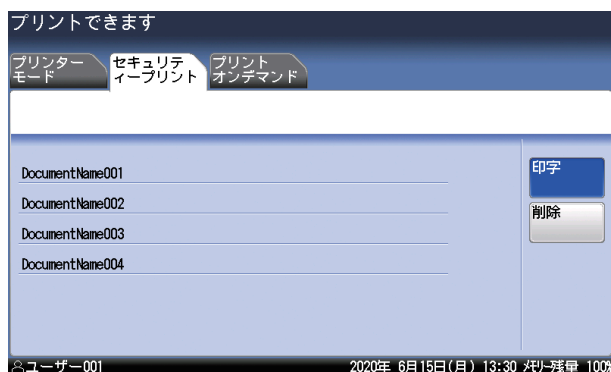 プリントできます
プリンター
モード
セキュリテ
ィープリント
プリント
オンデマンド
DocumentName001
印字
DocumentName002
削除
DocumentName003
DocumentName004
ユーザー001 2020年 6月15日(月) 13:30 メモリー残量 100%